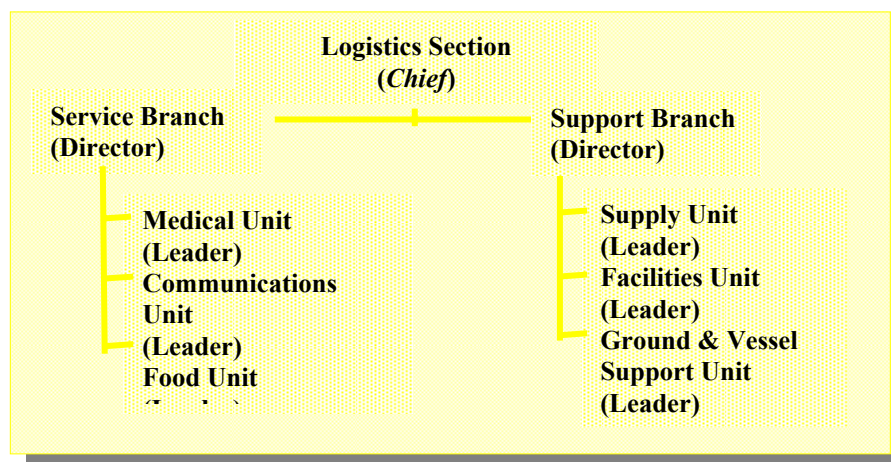 Logistics Section
(Chief)
Service Branch
(Director)
Support Branch
(Director)
Medical Unit
(Leader)
Communications
Unit
(Leader)
Food Unit
Supply Unit
(Leader)
Facilities Unit
(Leader)
Ground & Vessel
Support Unit
(Leader)